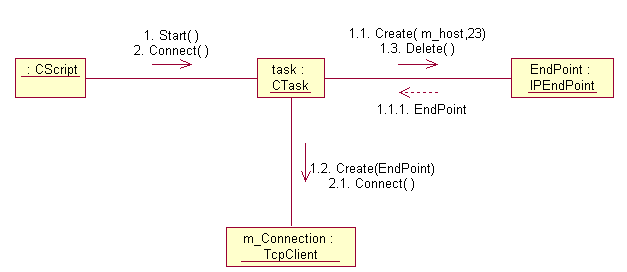 1. Start( )
2. Connect( )
1.1. Create( m_host,23)
1.3. Delete( )
: CScript
task :
CTask
EndPoint :
IPEndPoint
1.1.1. EndPoint
1.2. Create(EndPoint)
2.1. Connect( )
m_Connection :
TcpClient